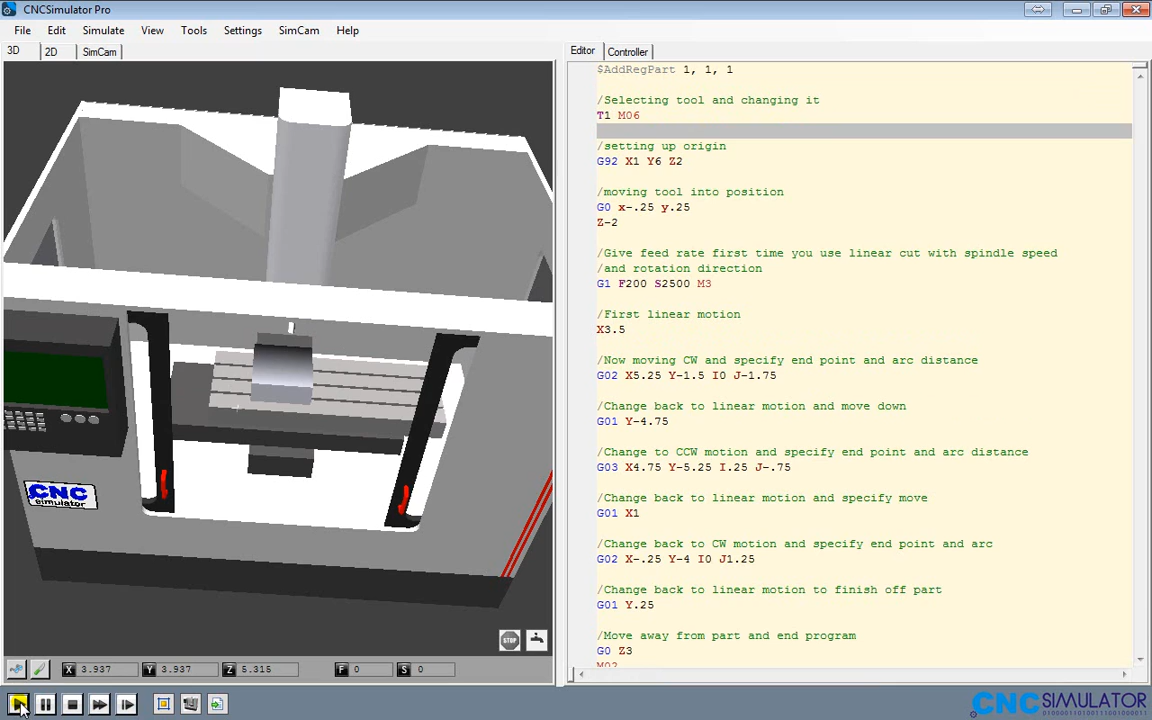 CNCSimulator Pro
File Edit Simulate View Tools Settings SimCam Help
3D 2D SimCam
Editor Controller
$AddRegPart 1, 1, 1
/Selecting tool and changing it
T1 M06
/setting up origin
G92 X1 Y6 Z2
/moving tool into position
G0 x-.25 y.25
Z-2
/Give feed rate first time you use linear cut with spindle speed
/and rotation direction
G1 F200 S2500 M3
/First linear motion
X3.5
/Now moving CW and specify end point and arc distance
G02 X5.25 Y-1.5 I0 J-1.75
/Change back to linear motion and move down
G01 Y-4.75
/Change to CCW motion and specify end point and arc distance
G03 X4.75 Y-5.25 I.25 J-.75
/Change back to linear motion and specify move
G01 X1
/Change back to CW motion and specify end point and arc
G02 X-.25 Y-4 I0 J1.25
/Change back to linear motion to finish off part
G01 Y.25
/Move away from part and end program
G0 Z3
M02
CNC
simulator
STOP
X 3.937 Y 3.937 Z 5.315 F 0 S 0
CNCSIMULATOR